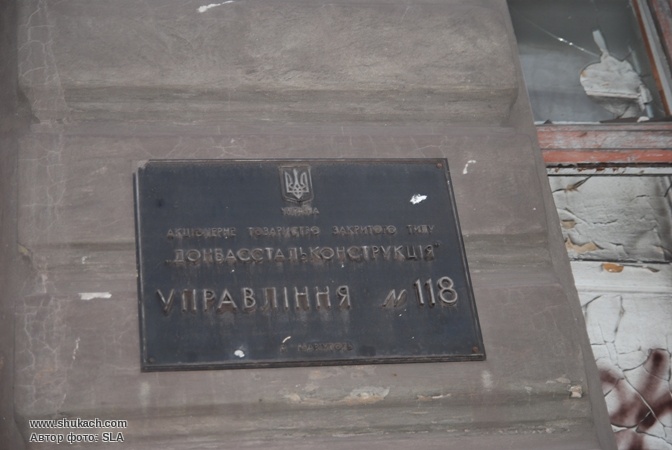 УКРАЇНА
АКЦІОНЕРНЕ ТОВАРИСТВО ЗАКРИТОГО ТИПУ
"ДОНБАССТАЛЬКОНСТРУКЦІЯ"
УПРАВЛІННЯ № 118
www.shukach.com
Автор фото: SLA